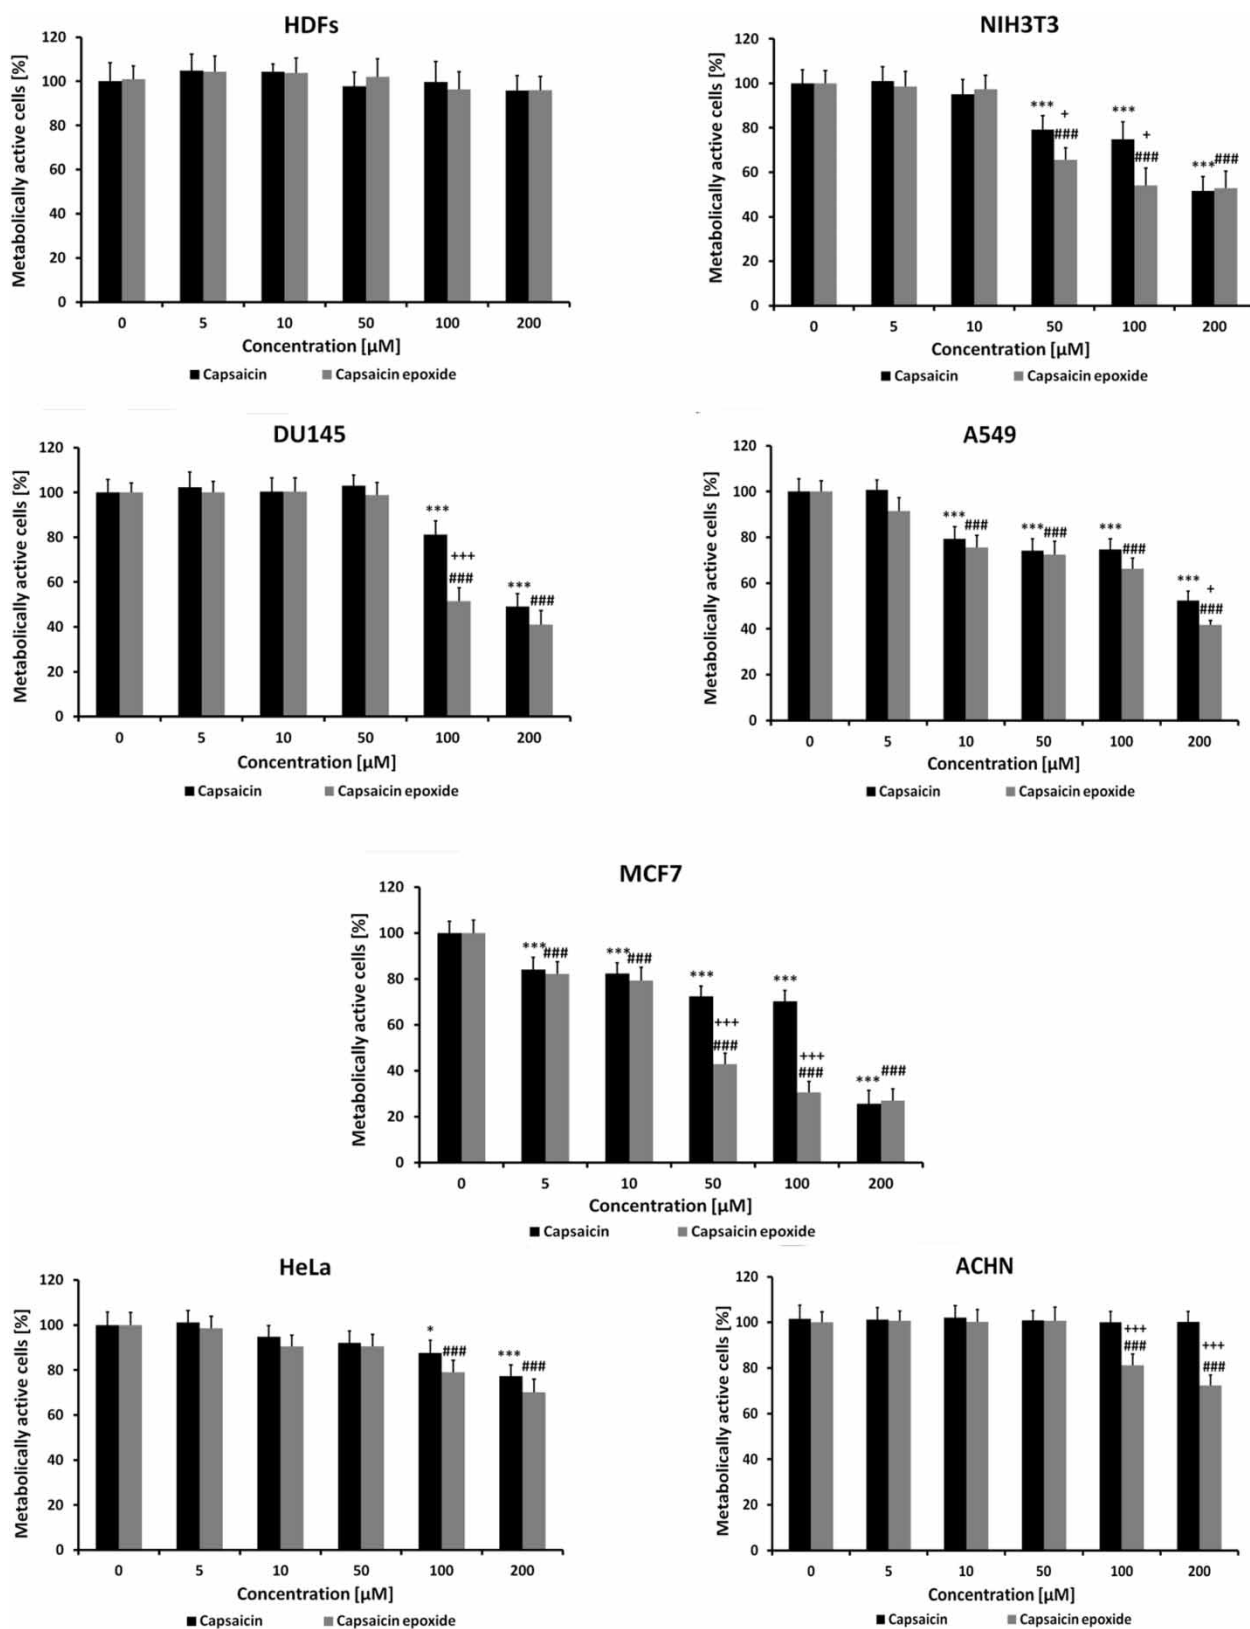 HDFs
Metabolically active cells [%]
120
100
80
60
40
20
0
0 5 10 50 100 200
Concentration [µM]
Capsaicin Capsaicin epoxide
NIH3T3
Metabolically active cells [%]
120
100
80
60
40
20
0
*** + ### *** + ### *** ###
0 5 10 50 100 200
Concentration [µM]
Capsaicin Capsaicin epoxide
DU145
Metabolically active cells [%]
120
100
80
60
40
20
0
*** +++ ### *** ###
0 5 10 50 100 200
Concentration [µM]
Capsaicin Capsaicin epoxide
A549
Metabolically active cells [%]
120
100
80
60
40
20
0
*** ### *** ### *** ### *** + ###
0 5 10 50 100 200
Concentration [µM]
Capsaicin Capsaicin epoxide
MCF7
Metabolically active cells [%]
120
100
80
60
40
20
0
*** ### *** ### *** +++ ### *** +++ ### *** ###
0 5 10 50 100 200
Concentration [µM]
Capsaicin Capsaicin epoxide
HeLa
Metabolically active cells [%]
120
100
80
60
40
20
0
* ### *** ###
0 5 10 50 100 200
Concentration [µM]
Capsaicin Capsaicin epoxide
ACHN
Metabolically active cells [%]
120
100
80
60
40
20
0
+++ ### +++ ###
0 5 10 50 100 200
Concentration [µM]
Capsaicin Capsaicin epoxide